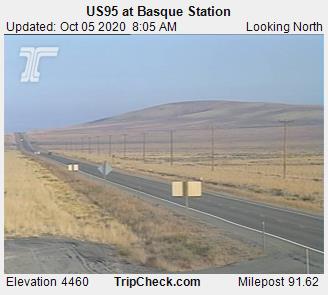 US95 at Basque Station
Updated: Oct 05 2020 8:05 AM Looking North
Elevation 4460 TripCheck.com Milepost 91.62